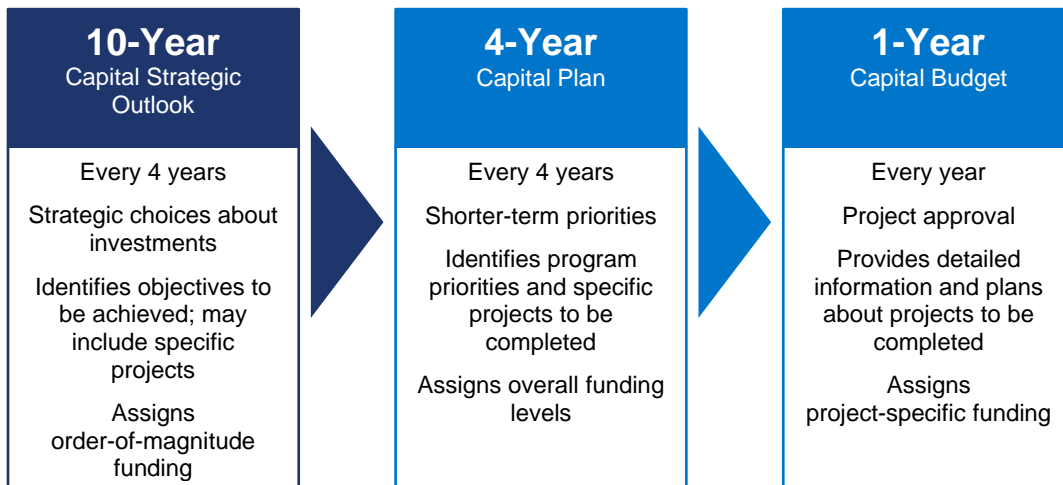 10-Year
Capital Strategic
Outlook
Every 4 years
Strategic choices about
investments
Identifies objectives to
be achieved; may
include specific
projects
Assigns
order-of-magnitude
funding
4-Year
Capital Plan
Every 4 years
Shorter-term priorities
Identifies program
priorities and specific
projects to be
completed
Assigns overall funding
levels
1-Year
Capital Budget
Every year
Project approval
Provides detailed
information and plans
about projects to be
completed
Assigns
project-specific funding